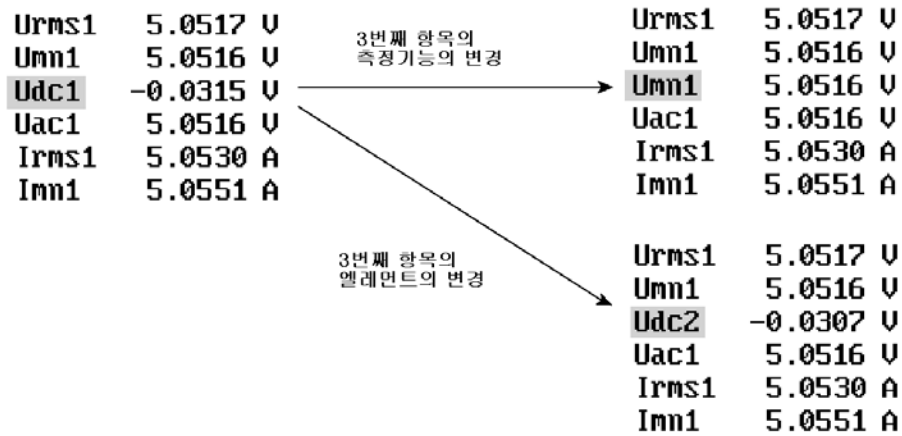 Urms1 5.0517 V
Umn1 5.0516 V
Udc1 -0.0315 V
Uac1 5.0516 V
Irms1 5.0530 A
Imn1 5.0551 A
3번째 항목의
측정기능의 변경
Urms1 5.0517 V
Umn1 5.0516 V
Umn1 5.0516 V
Uac1 5.0516 V
Irms1 5.0530 A
Imn1 5.0551 A
3번째 항목의
엘레먼트의 변경
Urms1 5.0517 V
Umn1 5.0516 V
Udc2 -0.0307 V
Uac1 5.0516 V
Irms1 5.0530 A
Imn1 5.0551 A